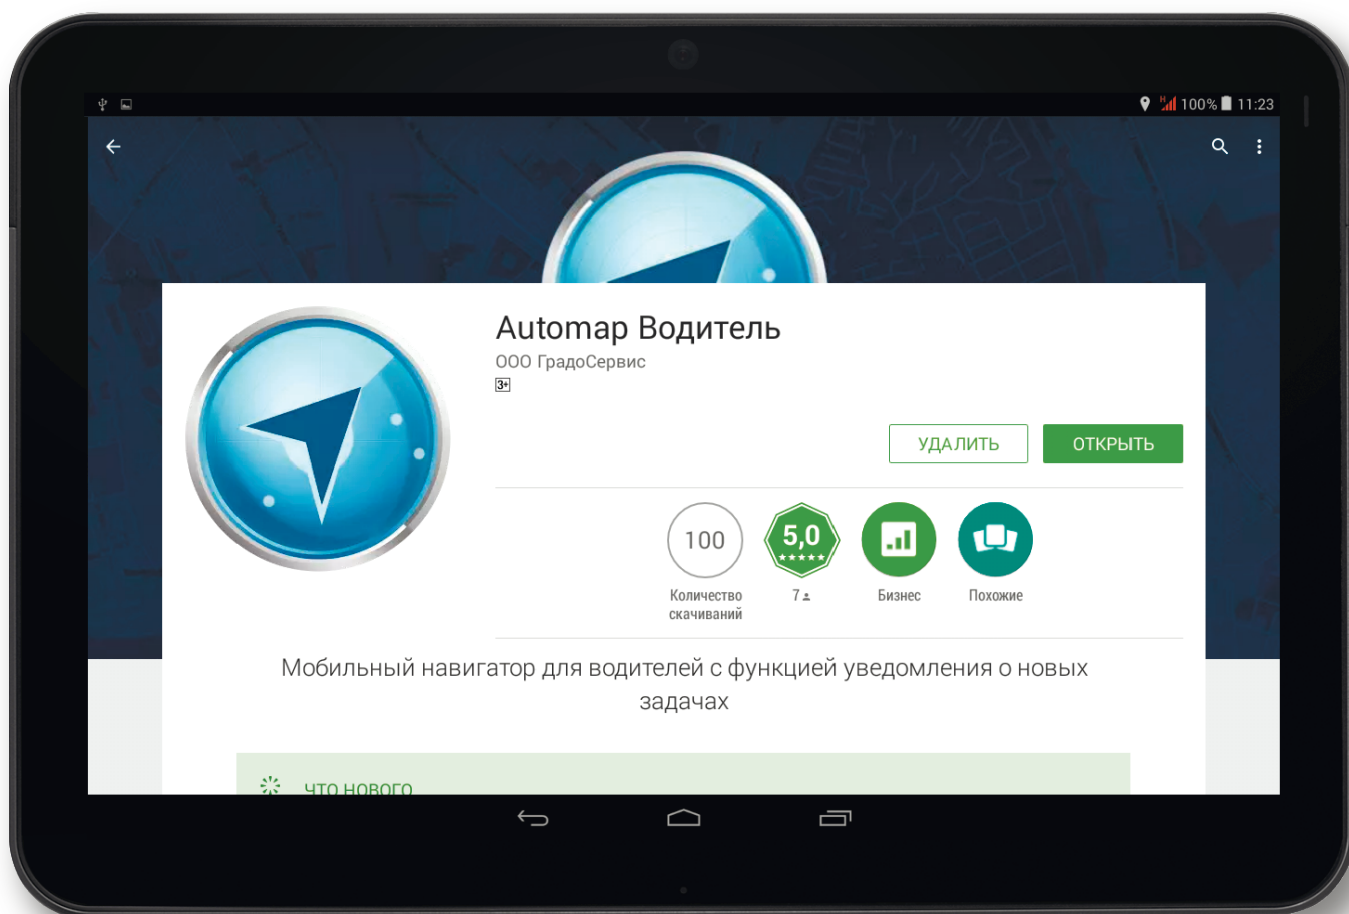 100% 11:23
Automap Водитель
ООО ГрадоСервис
3+
УДАЛИТЬ ОТКРЫТЬ
100 5,0
Количество скачиваний 7 Бизнес Похожие
Мобильный навигатор для водителей с функцией уведомления о новых
задачах
ЧТО НОВОГО